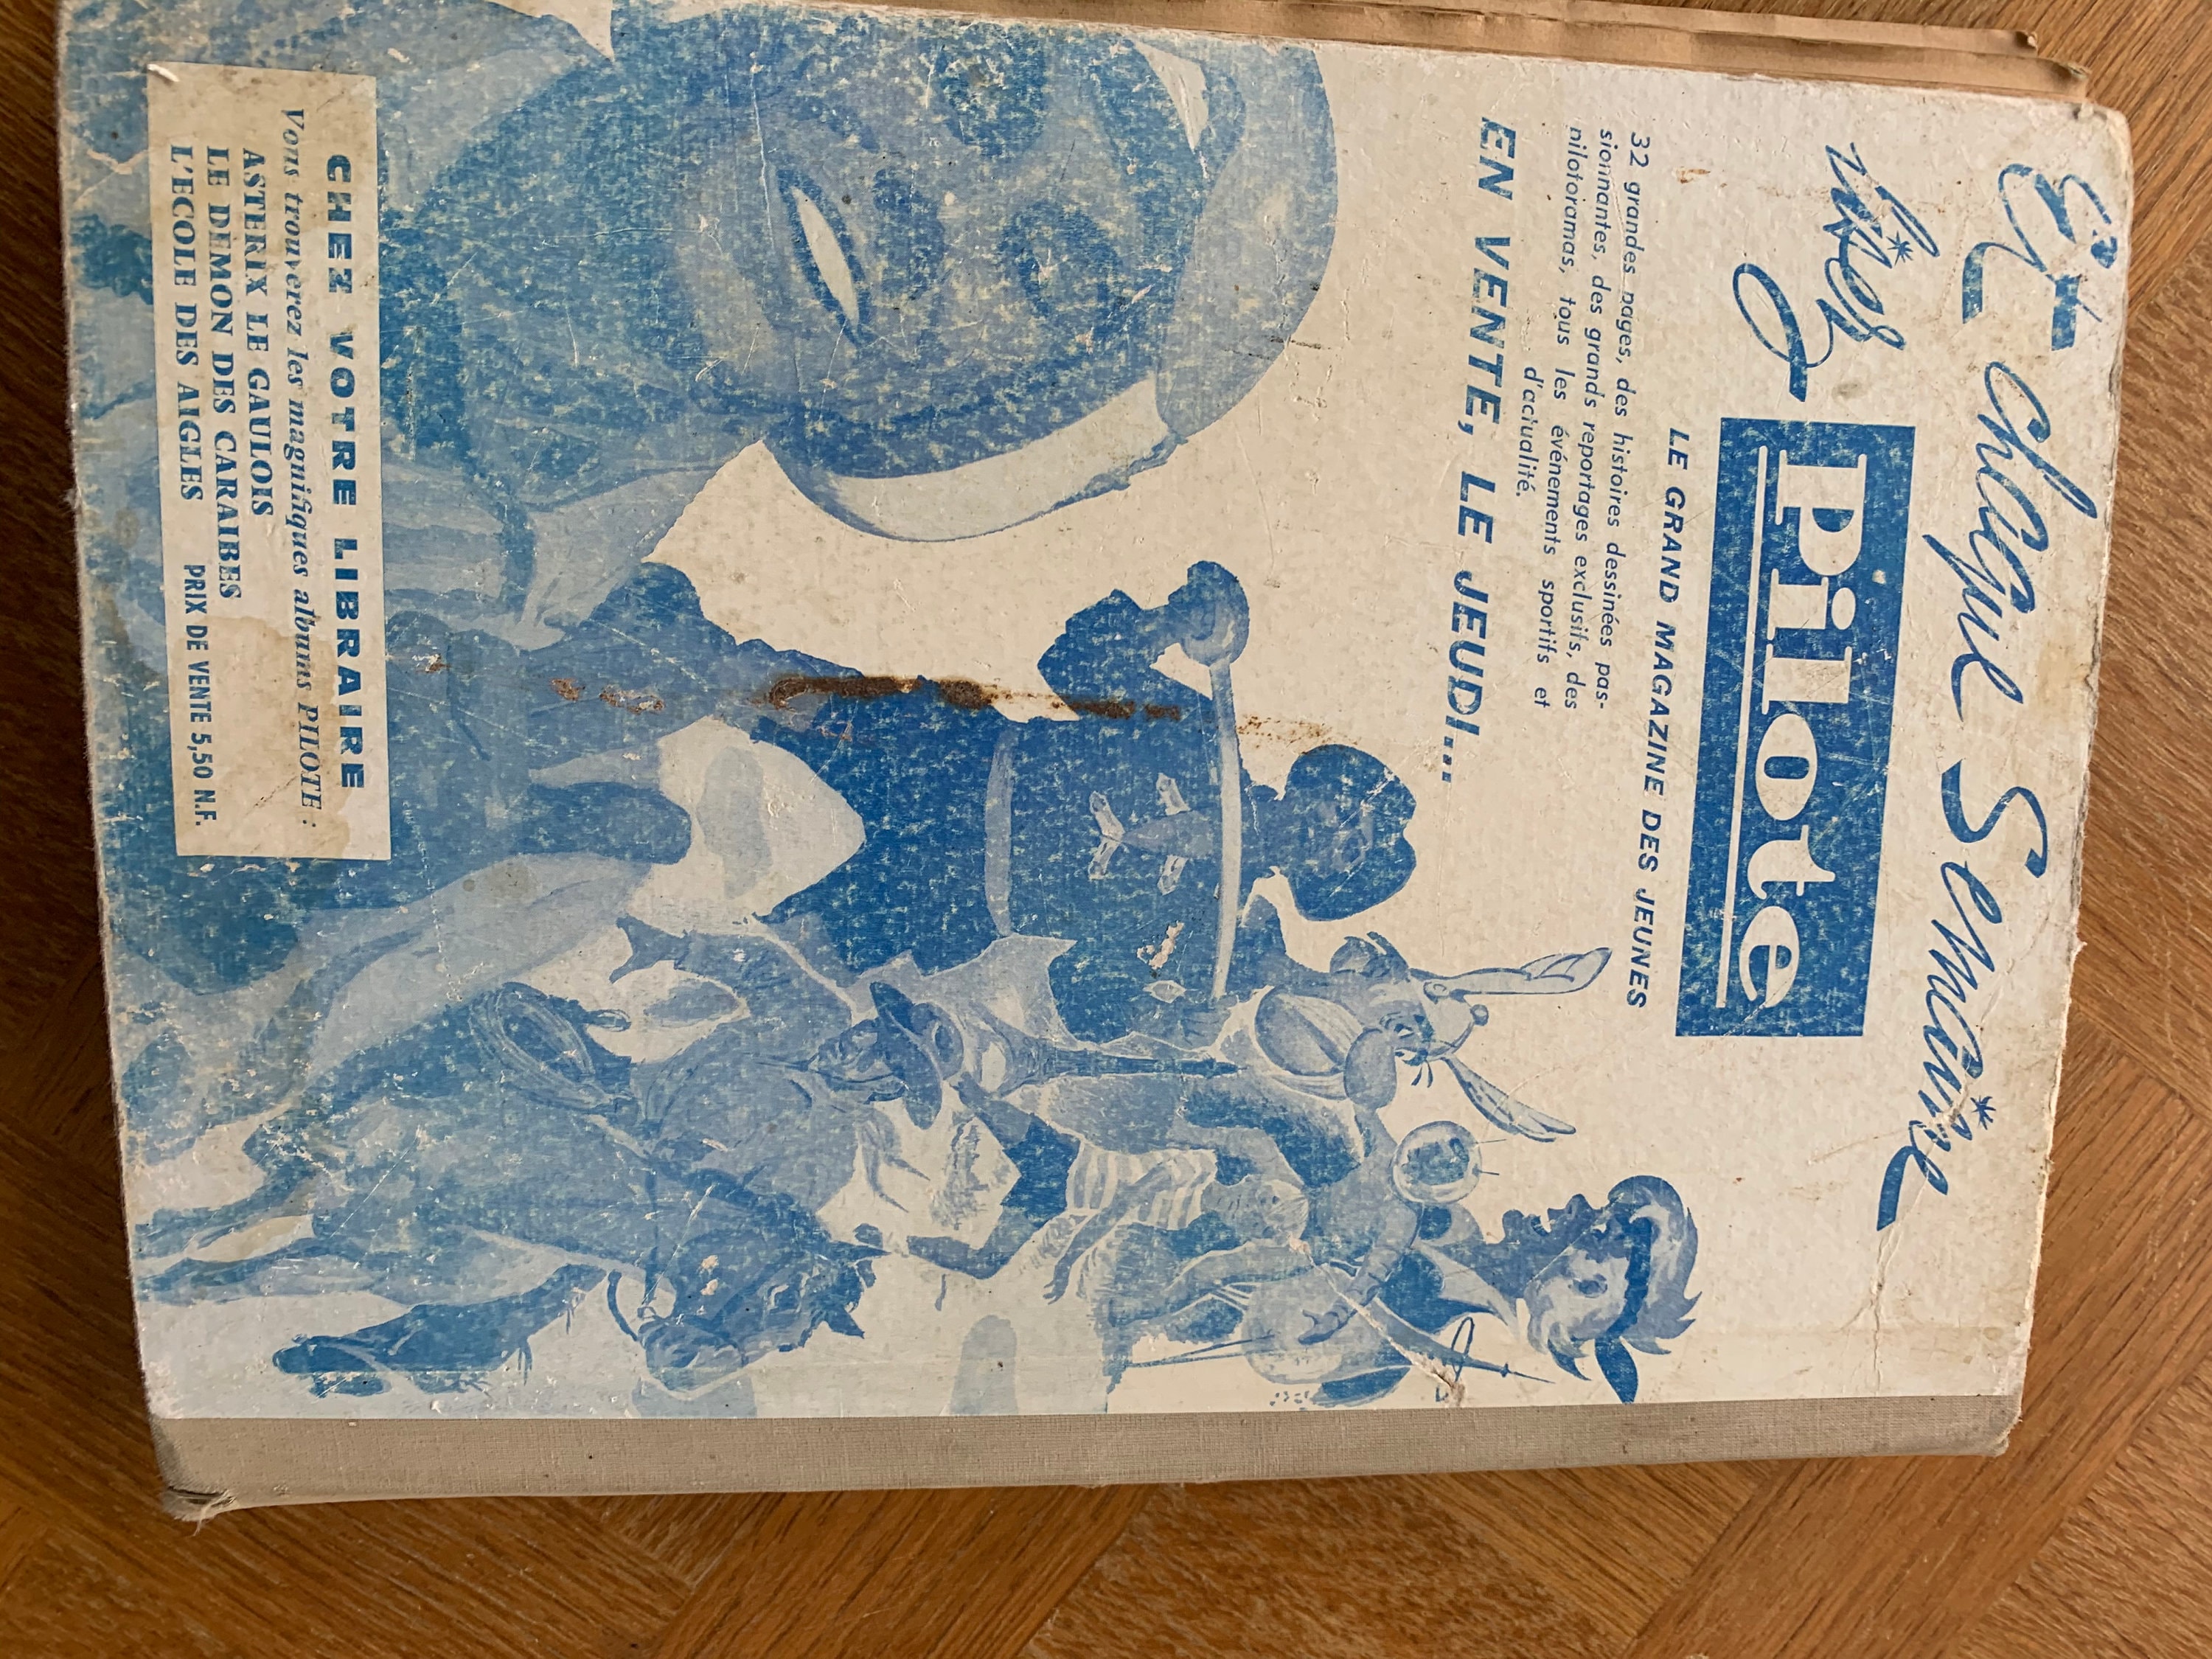 Et chaque semaine
lisez Pilote
LE GRAND MAGAZINE DES JEUNES
32 grandes pages, des histoires dessinées pas-
sionnantes, des grands reportages exclusifs, des
pilotoramas, tous les événements sportifs et
d'actualité.
EN VENTE, LE JEUDI...
CHEZ VOTRE LIBRAIRE
Vous trouverez les magnifiques albums PILOTE :
ASTERIX LE GAULOIS
LE DEMON DES CARAIBES
L'ECOLE DES AIGLES PRIX DE VENTE 5,50 N.F.